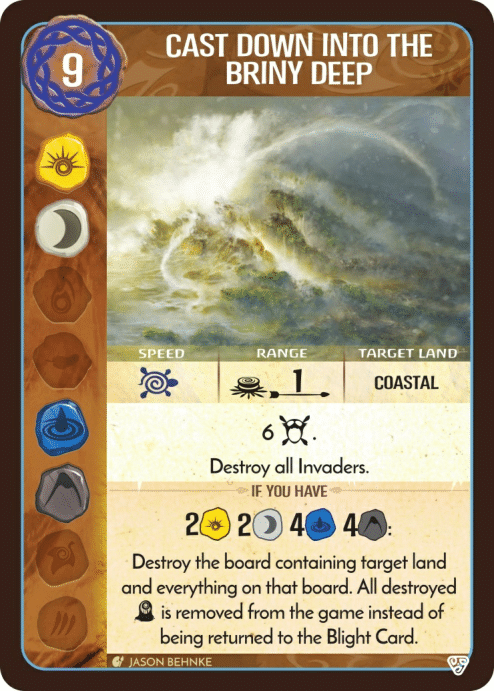 9
CAST DOWN INTO THE
BRINY DEEP
SPEED RANGE TARGET LAND
1 COASTAL
6 .
Destroy all Invaders.
IF YOU HAVE
2 2 4 4 :
Destroy the board containing target land
and everything on that board. All destroyed
is removed from the game instead of
being returned to the Blight Card.
JASON BEHNKE